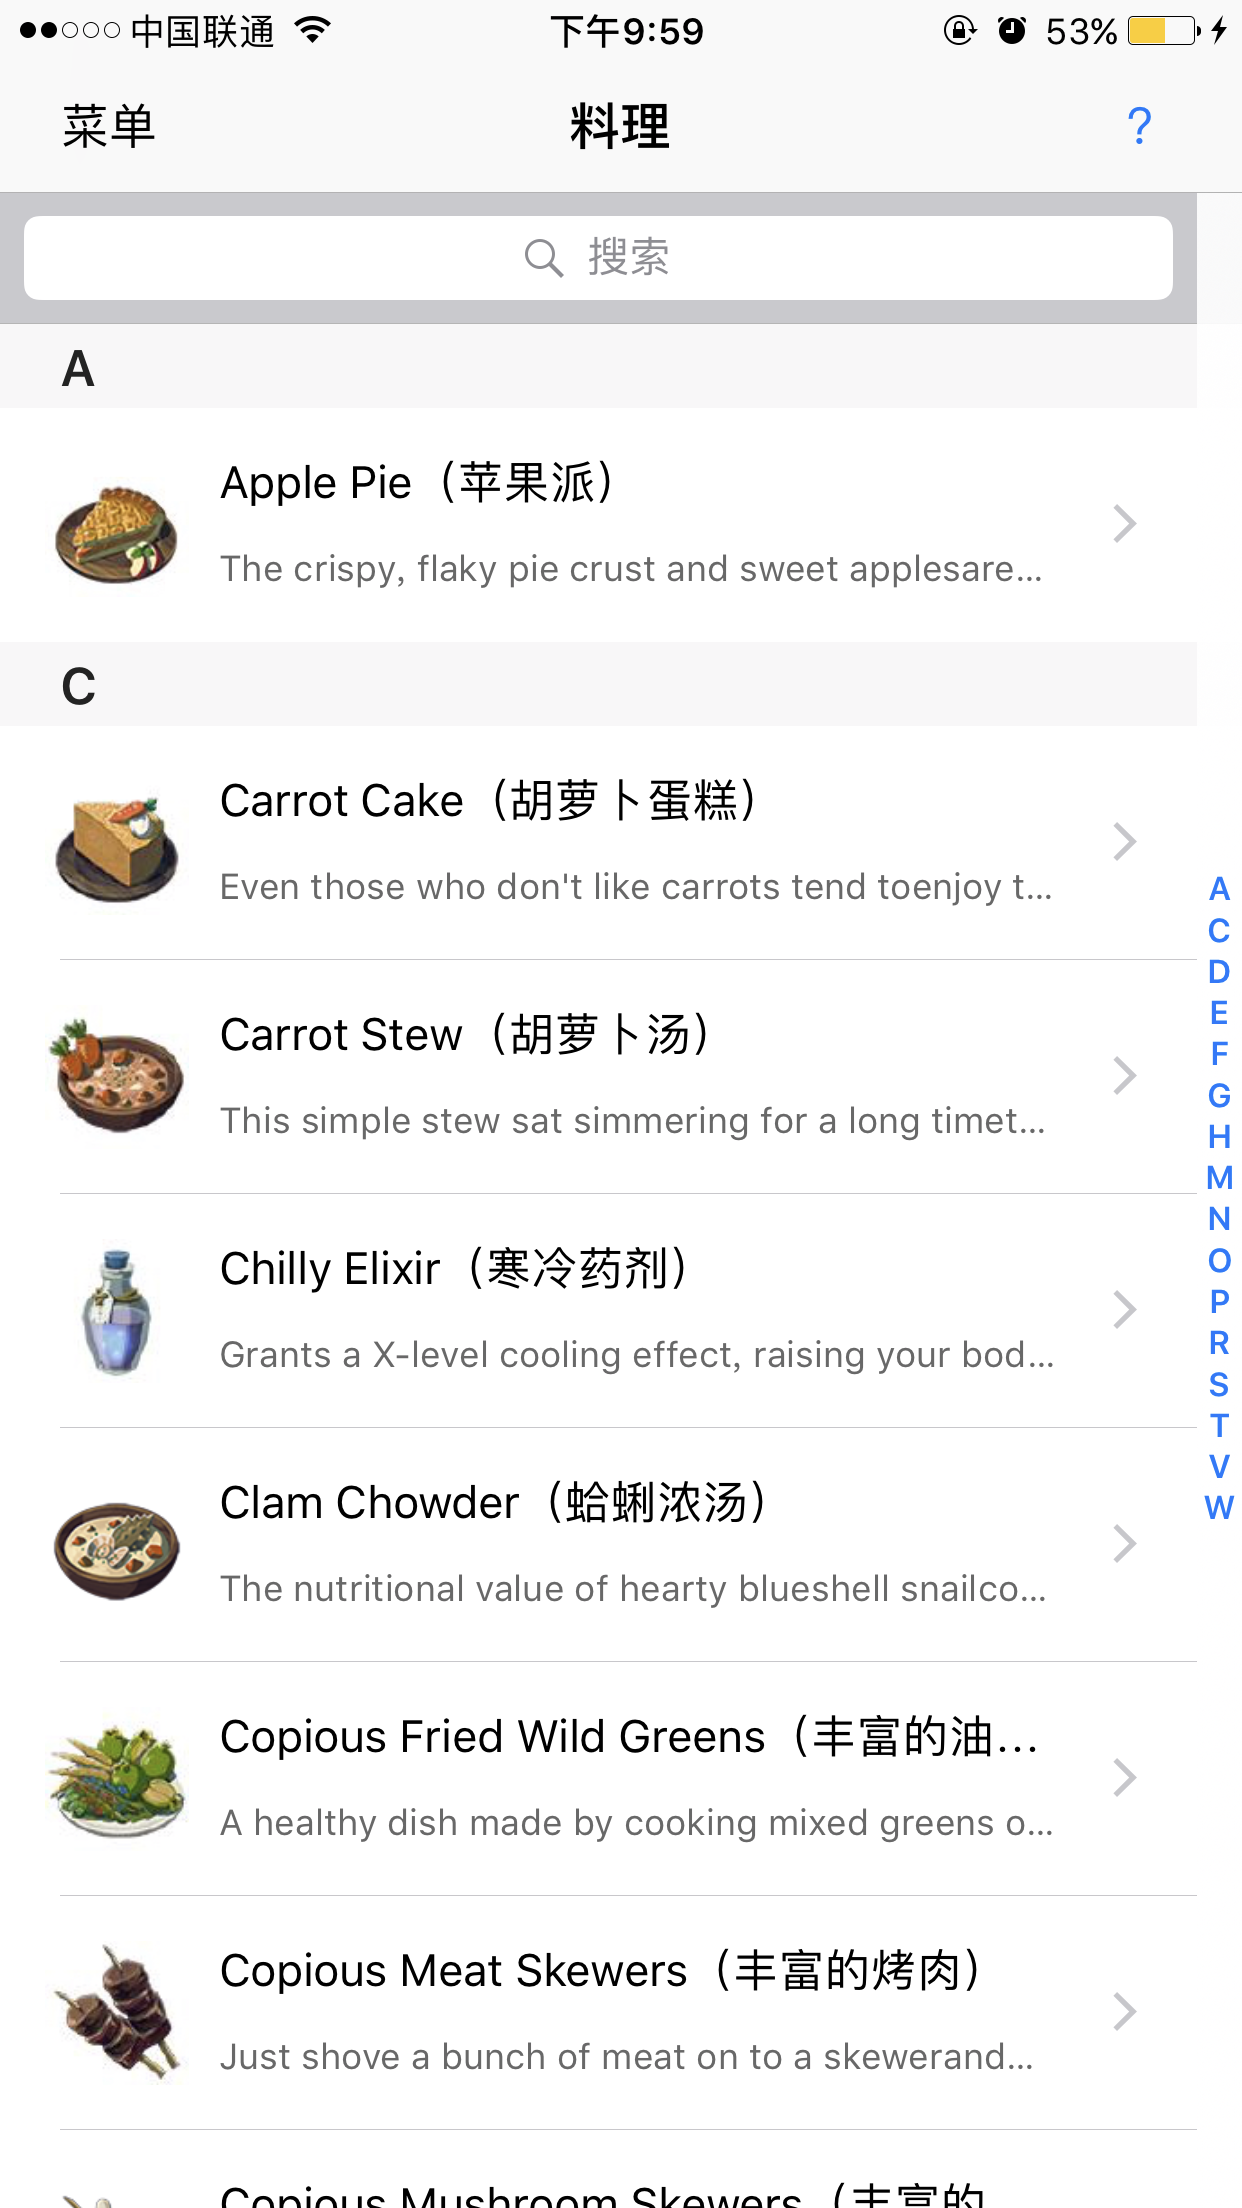 中国联通
下午9:59
53%
菜单
料理
?
搜索
A
Apple Pie（苹果派）
The crispy, flaky pie crust and sweet applesare...
C
Carrot Cake（胡萝卜蛋糕）
Even those who don't like carrots tend toenjoy t...
Carrot Stew（胡萝卜汤）
This simple stew sat simmering for a long timet...
Chilly Elixir（寒冷药剂）
Grants a X-level cooling effect, raising your bod...
Clam Chowder（蛤蜊浓汤）
The nutritional value of hearty blueshell snailco...
Copious Fried Wild Greens（丰富的油...
A healthy dish made by cooking mixed greens o...
Copious Meat Skewers（丰富的烤肉）
Just shove a bunch of meat on to a skewerand...
Copious Mushroom Skewers（丰富的
A
C
D
E
F
G
H
M
N
O
P
R
S
T
V
W